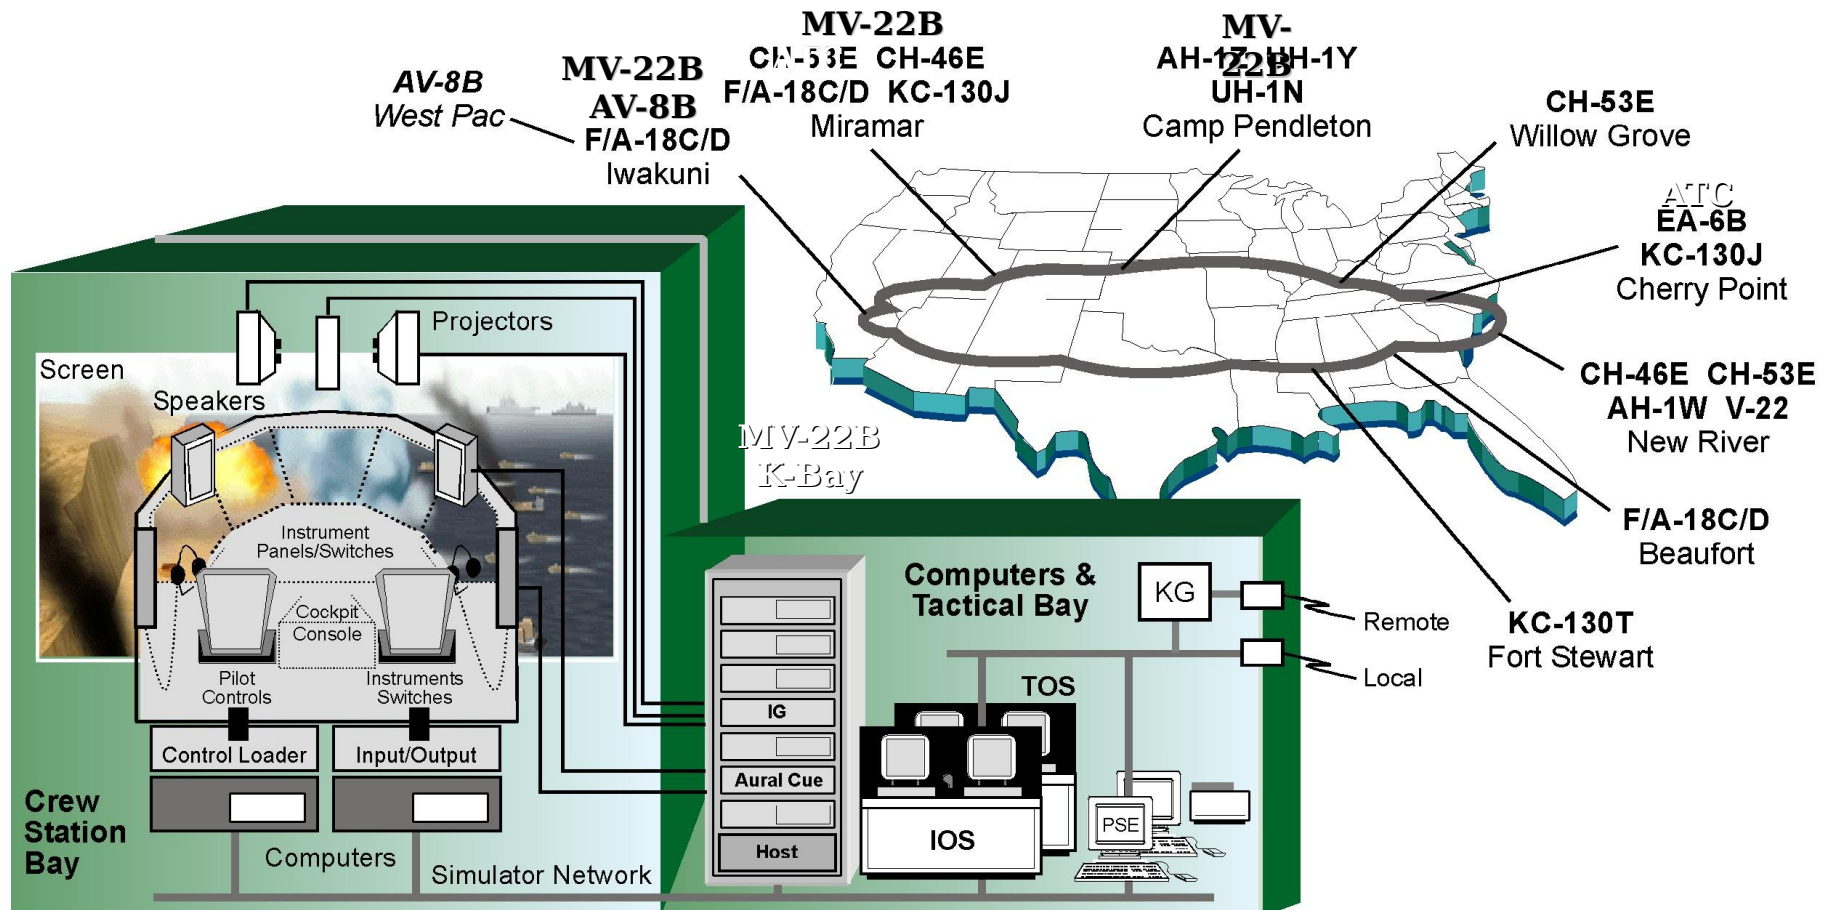 AV-8B
West Pac
MV-22B
AV-8B
F/A-18C/D
Iwakuni
MV-22B
CH-53E CH-46E
F/A-18C/D KC-130J
Miramar
MV-
22B
AH-1Z UH-1Y
UH-1N
Camp Pendleton
CH-53E
Willow Grove
ATC
EA-6B
KC-130J
Cherry Point
CH-46E CH-53E
AH-1W V-22
New River
F/A-18C/D
Beaufort
KC-130T
Fort Stewart
MV-22B
K-Bay
Projectors
Screen
Speakers
Instrument
Panels/Switches
Cockpit
Console
Pilot
Controls
Instruments
Switches
Control Loader
Input/Output
Crew
Station
Bay
Computers
Simulator Network
Computers &
Tactical Bay
KG
Remote
Local
TOS
IG
Aural Cue
Host
IOS
PSE